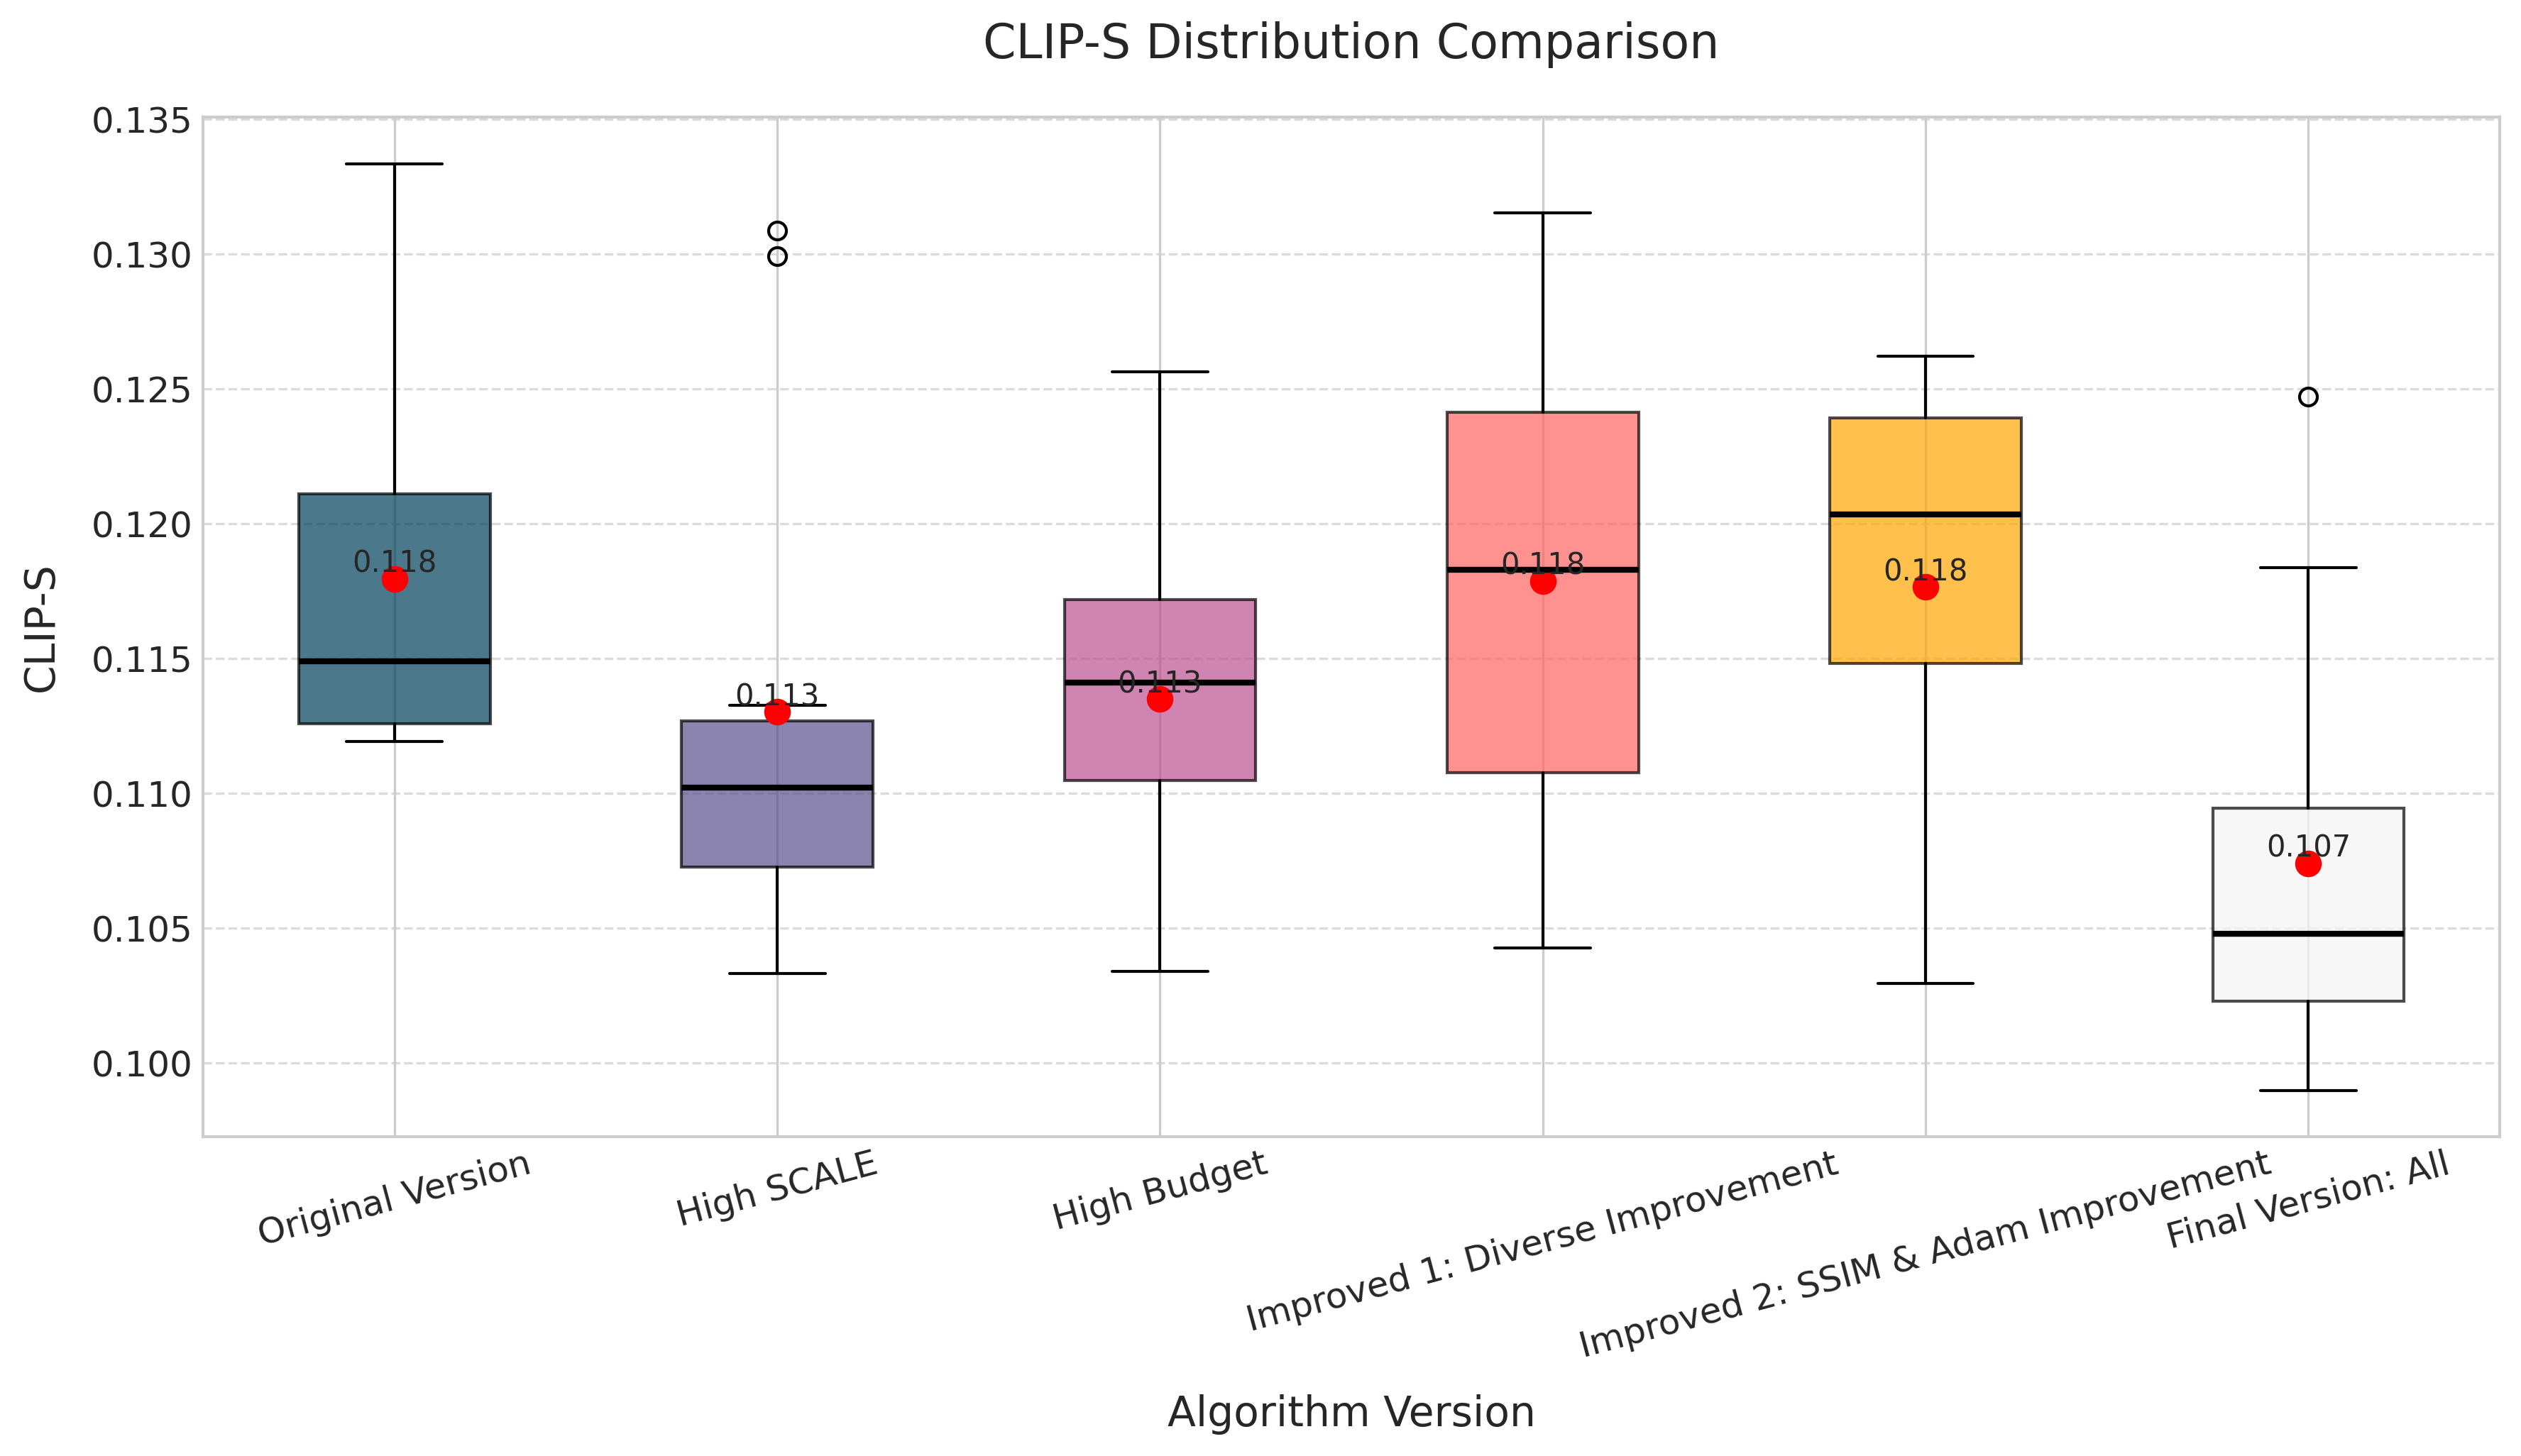 CLIP-S Distribution Comparison
CLIP-S
0.135
0.130
0.125
0.120
0.115
0.110
0.105
0.100
0.118
0.113
0.113
0.118
0.118
0.107
Original Version
High SCALE
High Budget
Improved 1: Diverse Improvement
Improved 2: SSIM & Adam Improvement
Final Version: All
Algorithm Version